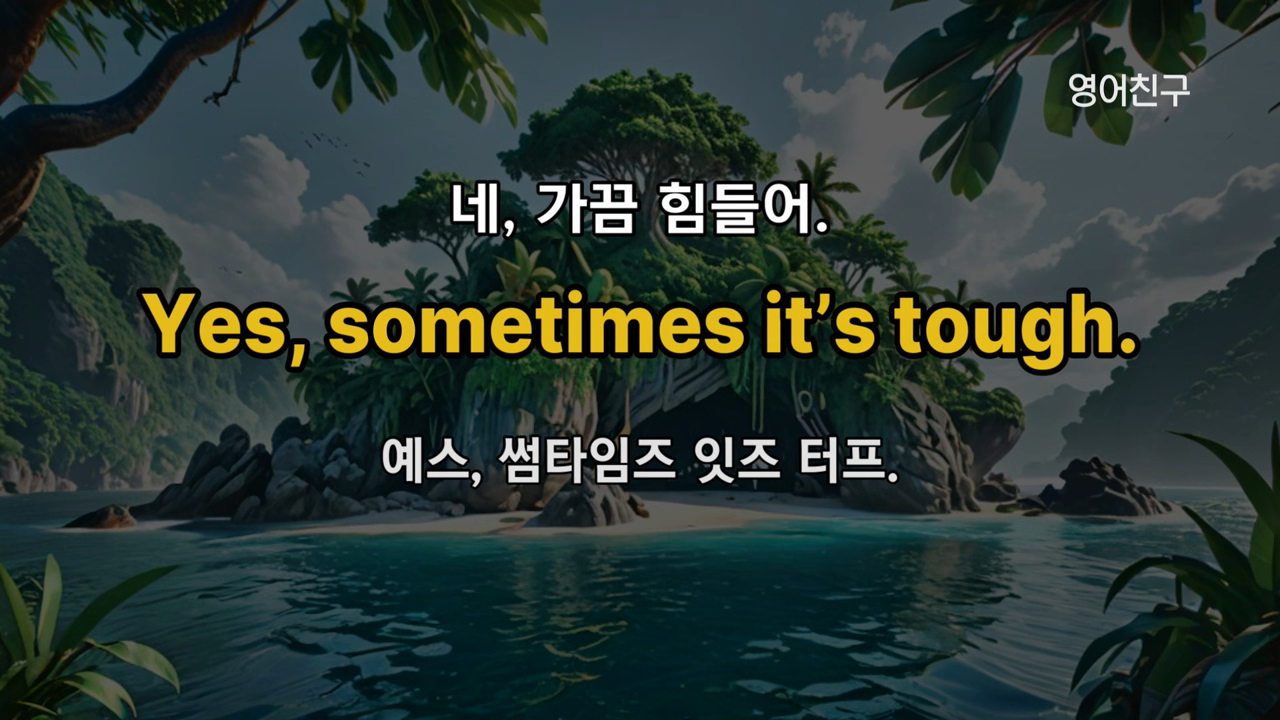 영어친구
네, 가끔 힘들어.
Yes, sometimes it’s tough.
예스, 썸타임즈 잇즈 터프.